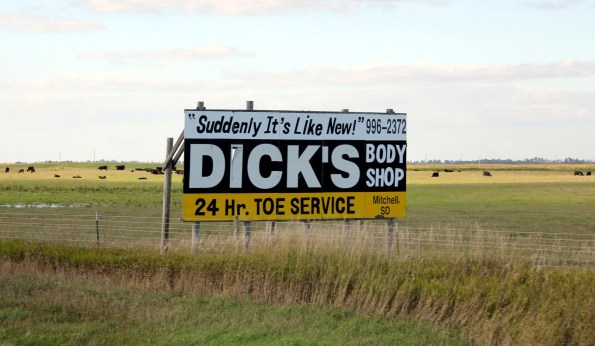 "Suddenly It's Like New!" 996-2372
DICK'S BODY SHOP
24 Hr. TOE SERVICE Mitchell, SD